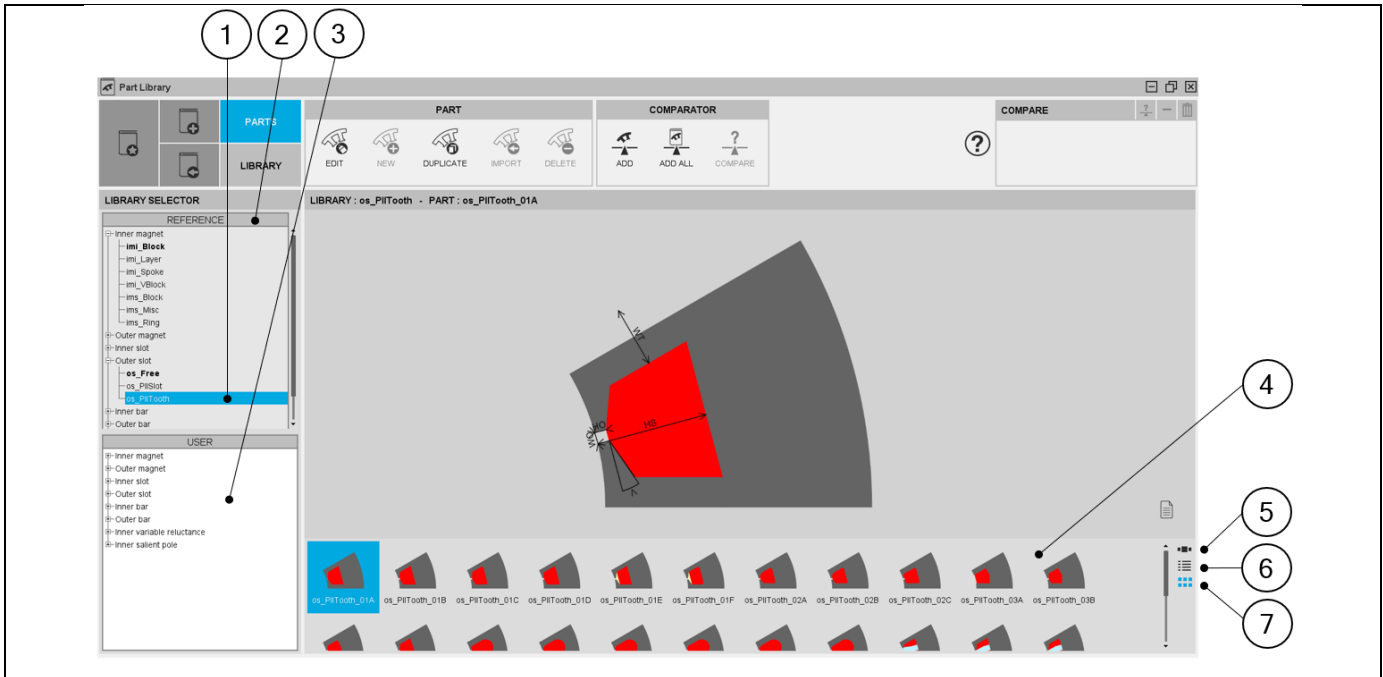 1 2 3
Part Library
PARTS
LIBRARY
PART
EDIT NEW DUPLICATE IMPORT DELETE
COMPARATOR
ADD ADD ALL COMPARE
?
COMPARE
?
LIBRARY SELECTOR
REFERENCE
Inner magnet
imi_Block
imi_Layer
imi_Spoke
imi_VBlock
ims_Block
ims_Misc
ims_Ring
Outer magnet
Inner slot
Outer slot
os_Free
os_PllSlot
os_PllTooth
Inner bar
Outer bar
USER
Inner magnet
Outer magnet
Inner slot
Outer slot
Inner bar
Outer bar
Inner variable reluctance
Inner salient pole
LIBRARY : os_PllTooth - PART : os_PllTooth_01A
WT
HO
WO
HS
V
4
os_PllTooth_01A os_PllTooth_01B os_PllTooth_01C os_PllTooth_01D os_PllTooth_01E os_PllTooth_01F os_PllTooth_02A os_PllTooth_02B os_PllTooth_02C os_PllTooth_03A os_PllTooth_03B
5
6
7